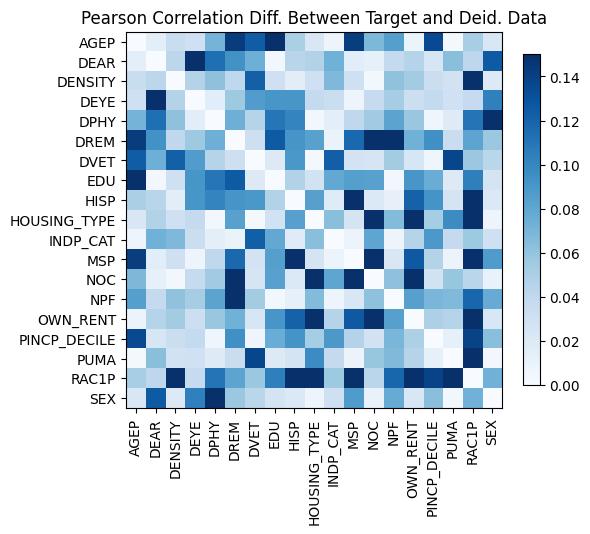 Pearson Correlation Diff. Between Target and Deid. Data
AGEP
DEAR
DENSITY
DEYE
DPHY
DREM
DVET
EDU
HISP
HOUSING_TYPE
INDP_CAT
MSP
NOC
NPF
OWN_RENT
PINCP_DECILE
PUMA
RAC1P
SEX
AGEP
DEAR
DENSITY
DEYE
DPHY
DREM
DVET
EDU
HISP
HOUSING_TYPE
INDP_CAT
MSP
NOC
NPF
OWN_RENT
PINCP_DECILE
PUMA
RAC1P
SEX
0.14
0.12
0.10
0.08
0.06
0.04
0.02
0.00